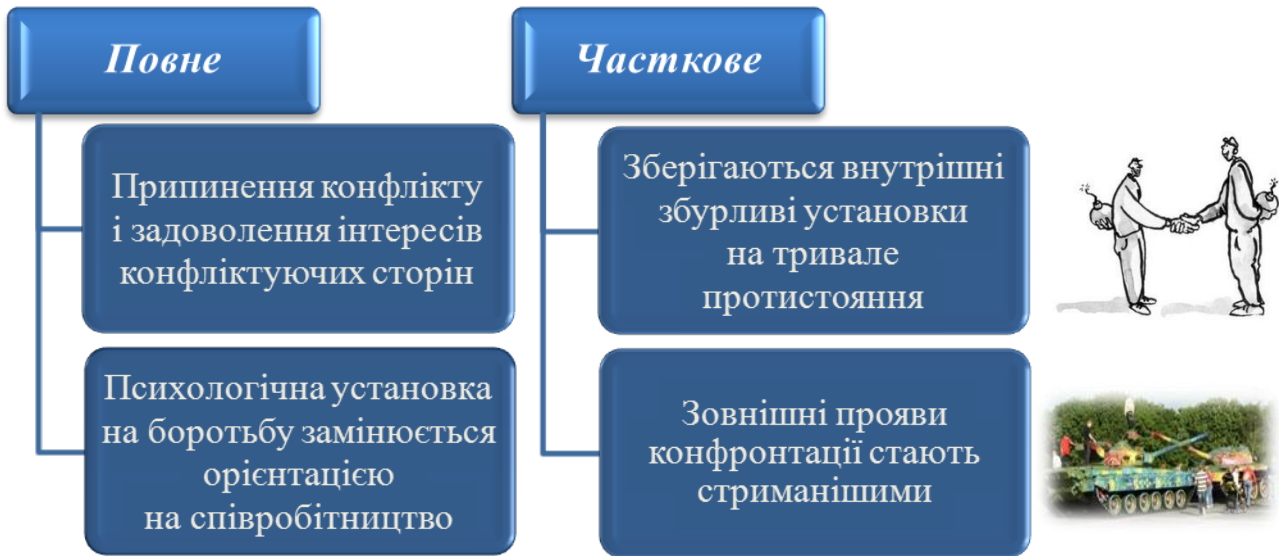 Повне
Припинення конфлікту
і задоволення інтересів
конфліктуючих сторін
Психологічна установка
на боротьбу замінюється
орієнтацією
на співробітництво
Часткове
Зберігаються внутрішні
збурливі установки
на тривале
протистояння
Зовнішні прояви
конфронтації стають
стриманішими